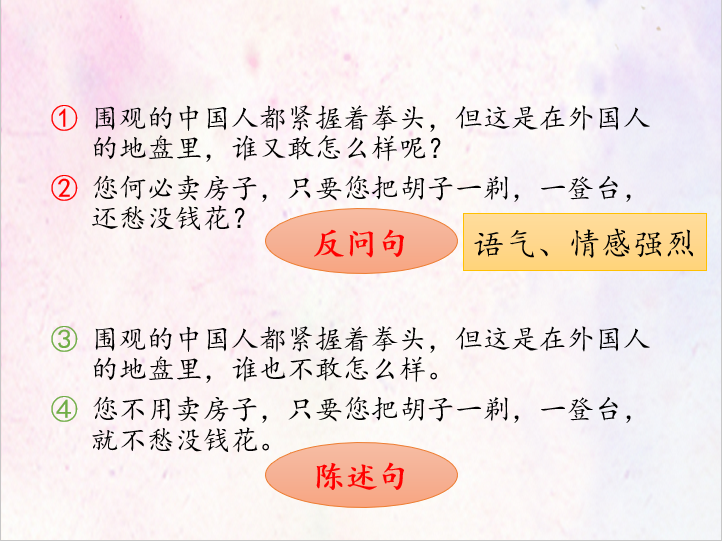 ① 围观的中国人都紧握着拳头，但这是在外国人
的地盘里，谁又敢怎么样呢？
② 您何必卖房子，只要您把胡子一剃，一登台，
还愁没钱花？
反问句
语气、情感强烈
③ 围观的中国人都紧握着拳头，但这是在外国人
的地盘里，谁也不敢怎么样。
④ 您不用卖房子，只要您把胡子一剃，一登台，
就不愁没钱花。
陈述句